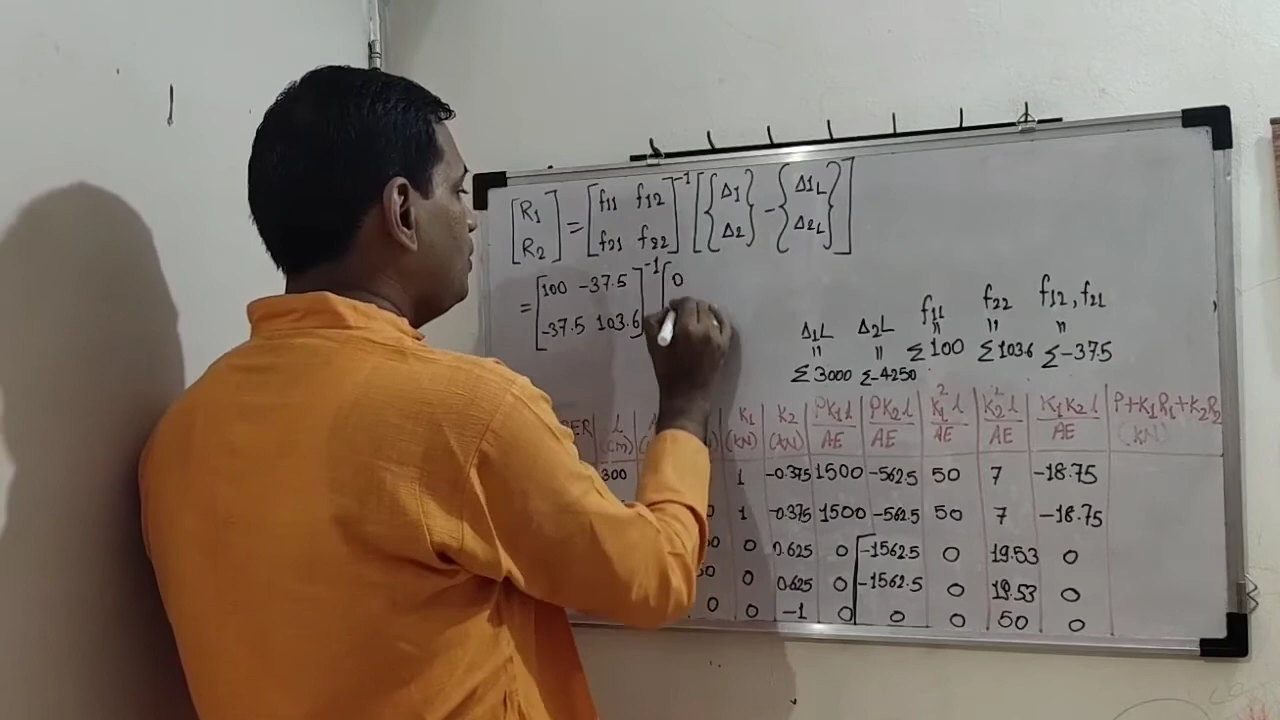 [R1 R2] = [f11 f12 f21 f22]⁻¹ [{Δ1 Δ2} - {Δ1L Δ2L}]
= [100 -37.5 -37.5 103.6]⁻¹ [0
Δ1L Δ2L f11 f22 f12, f21
" " " " "
Σ3000 Σ-4250 Σ100 Σ103.6 Σ-37.5
BER l (cm) K1 (KN) K2 (KN) PK1l/AE PK2l/AE K1²l/AE K2²l/AE K1K2l/AE P+K1R1+K2R2 (KN)
300 1 -0.375 1500 -562.5 50 7 -18.75
0 1 -0.375 1500 -562.5 50 7 -18.75
0 0.625 0 -1562.5 0 19.53 0
50 0 0.625 0 -1562.5 0 19.53 0
0 0 -1 0 0 0 50 0